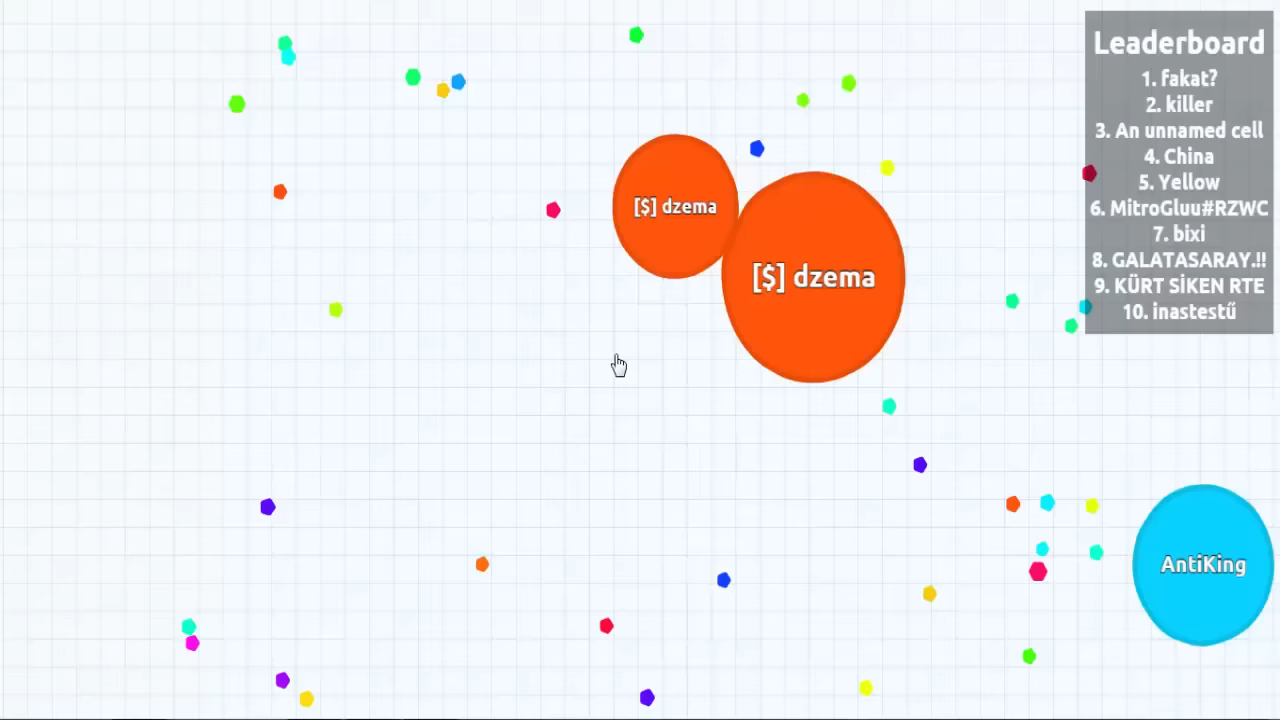 Leaderboard
1. fakat?
2. killer
3. An unnamed cell
4. China
5. Yellow
6. MitroGluu#RZWC
7. bixi
8. GALATASARAY.!!
9. KÜRT SİKEN RTE
10. inastestű
[$] dzema
[$] dzema
AntiKing